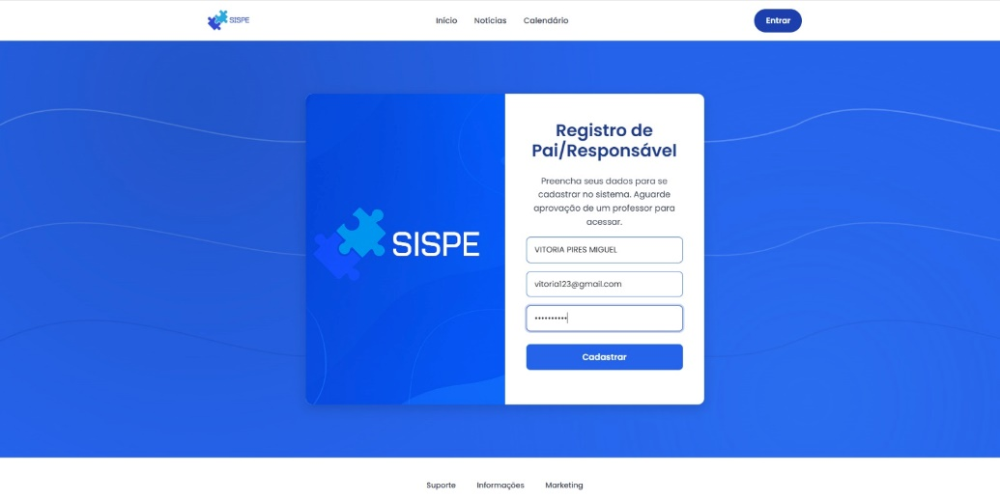 SISPE
Início Notícias Calendário
Entrar
SISPE
Registro de
Pai/Responsável
Preencha seus dados para se
cadastrar no sistema. Aguarde
aprovação de um professor para
acessar.
VITORIA PIRES MIGUEL
vitoria123@gmail.com
••••••••••
Cadastrar
Suporte Informações Marketing